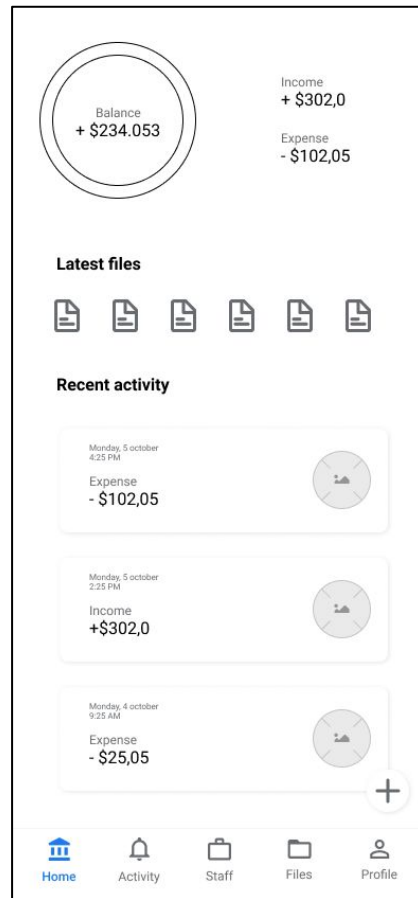 Balance
+ $234.053
Income
+ $302,0
Expense
- $102,05
Latest files
Recent activity
Monday, 5 october
4:25 PM
Expense
- $102,05
Monday, 5 october
2:25 PM
Income
+$302,0
Monday, 4 october
9:25 AM
Expense
- $25,05
Home
Activity
Staff
Files
Profile